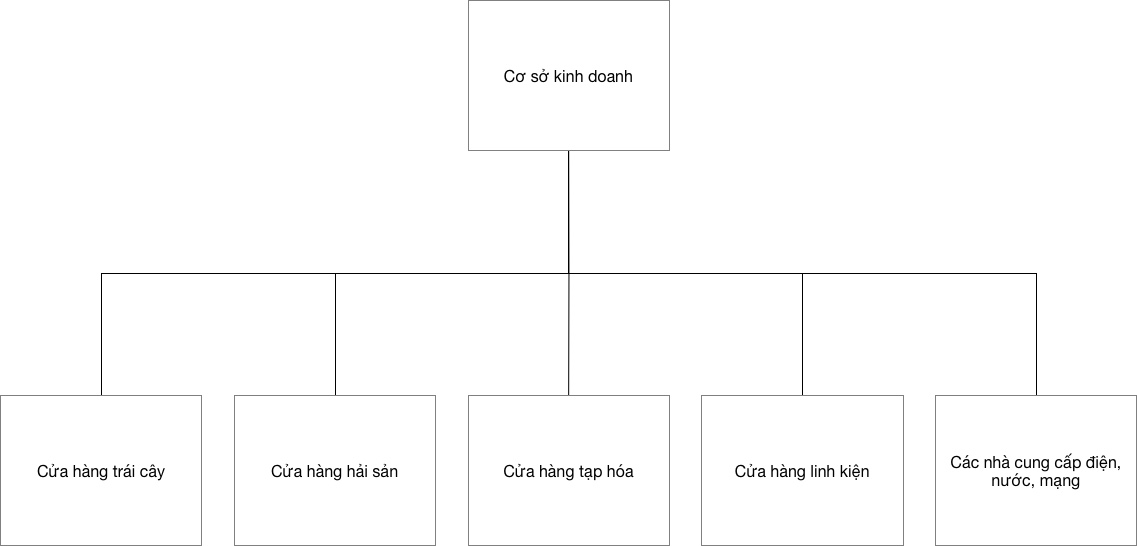 Cơ sở kinh doanh
Cửa hàng trái cây
Cửa hàng hải sản
Cửa hàng tạp hóa
Cửa hàng linh kiện
Các nhà cung cấp điện,
nước, mạng